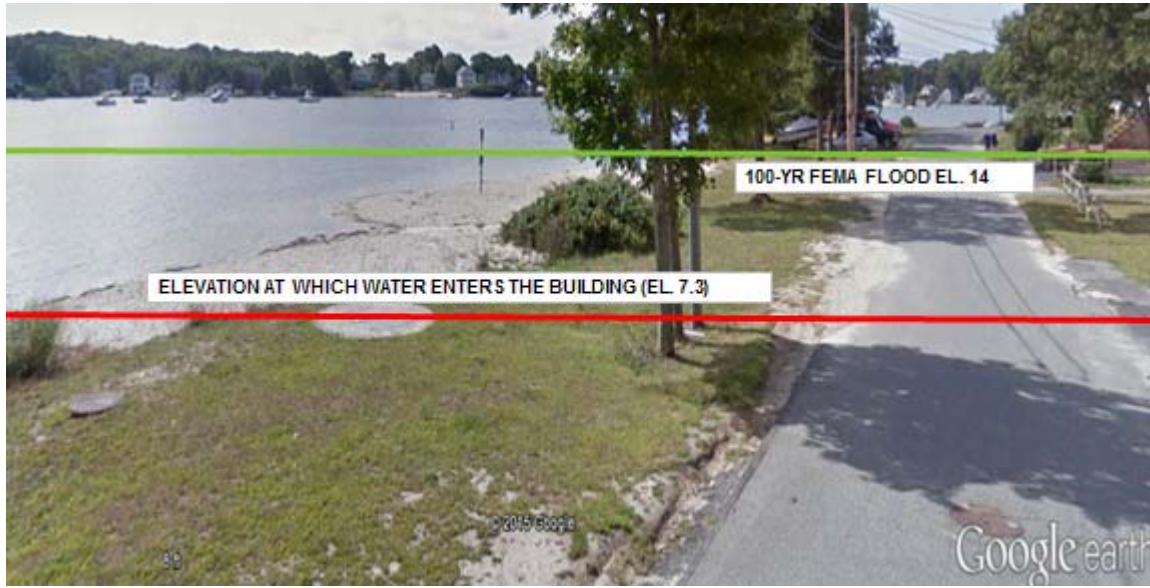 100-YR FEMA FLOOD EL. 14
ELEVATION AT WHICH WATER ENTERS THE BUILDING (EL. 7.3)
© 2015 Google
Google earth